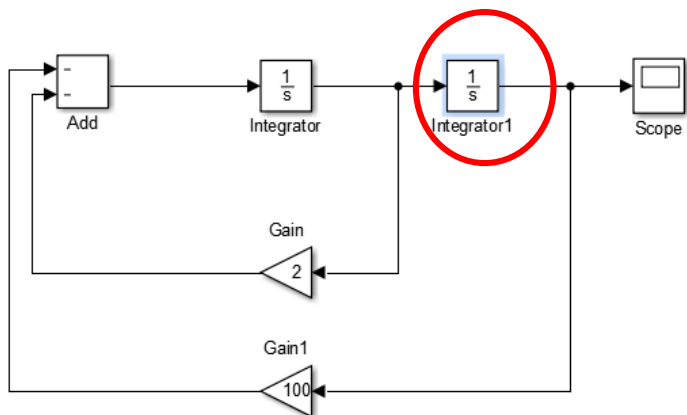 -
-
Add
1
s
Integrator
1
s
Integrator1
Scope
Gain
2
Gain1
100